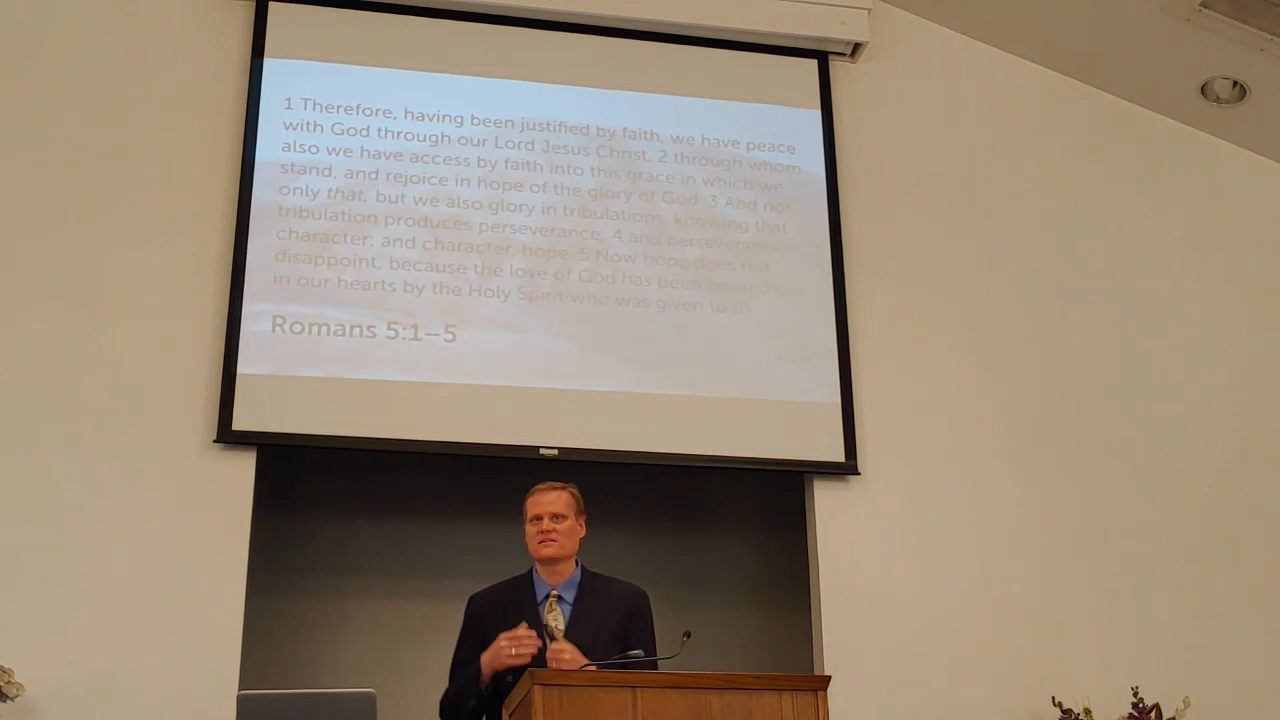 1 Therefore, having been justified by faith, we have peace
with God through our Lord Jesus Christ, 2 through whom
also we have access by faith into this grace in which we
stand, and rejoice in hope of the glory of God. 3 And not
only that, but we also glory in tribulations, knowing that
tribulation produces perseverance; 4 and perseverance,
character; and character, hope. 5 Now hope does not
disappoint, because the love of God has been poured out
in our hearts by the Holy Spirit who was given to us.
Romans 5:1–5